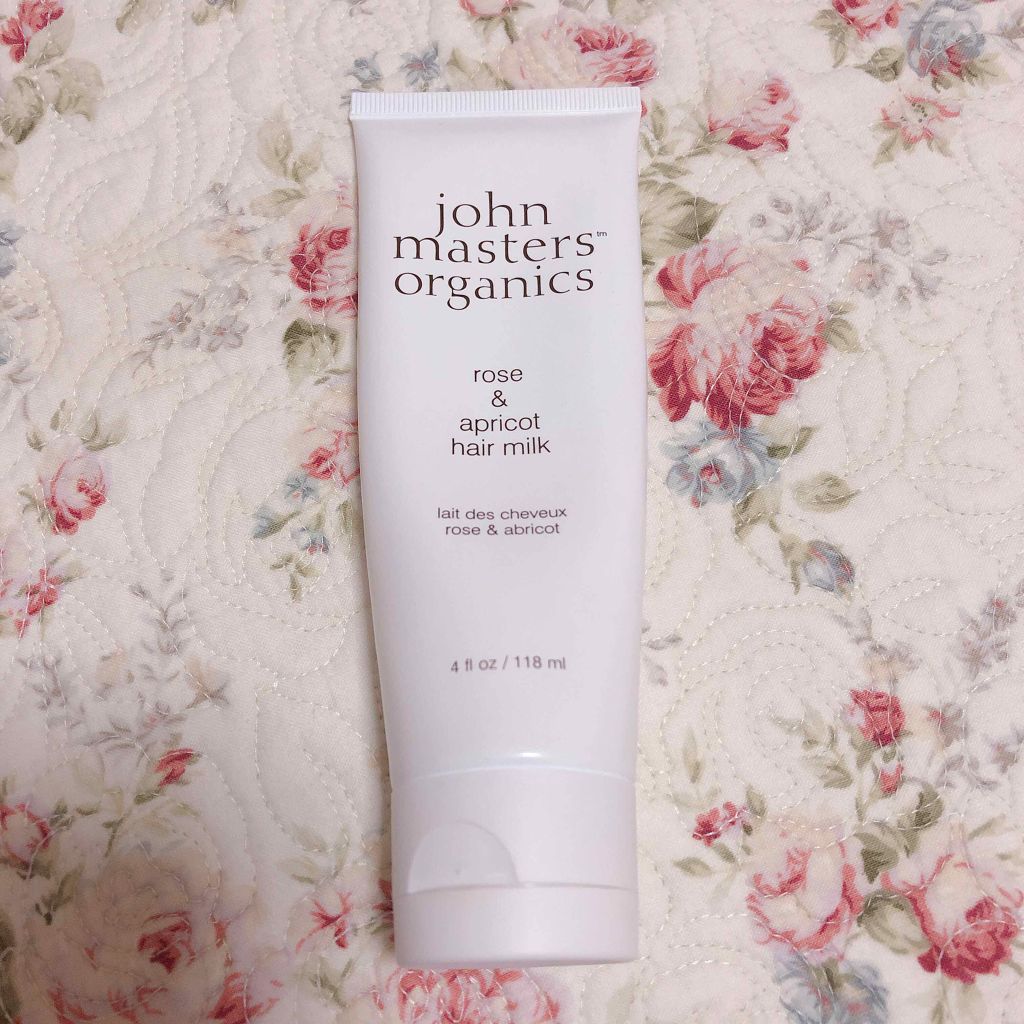 john
masters™
organics
rose
&
apricot
hair milk
lait des cheveux
rose & abricot
4 fl oz / 118 ml